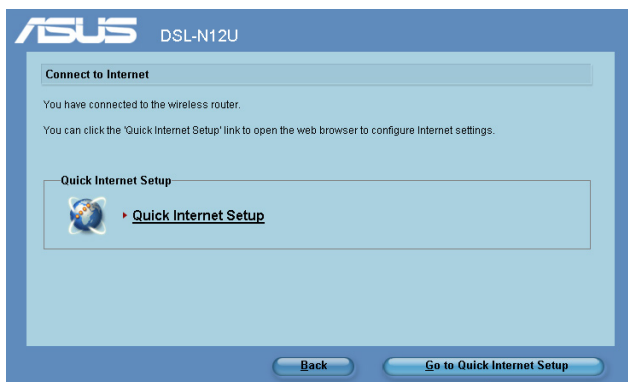 ASUS DSL-N12U
Connect to Internet
You have connected to the wireless router.
You can click the 'Quick Internet Setup' link to open the web browser to configure Internet settings.
Quick Internet Setup
Quick Internet Setup
Back Go to Quick Internet Setup